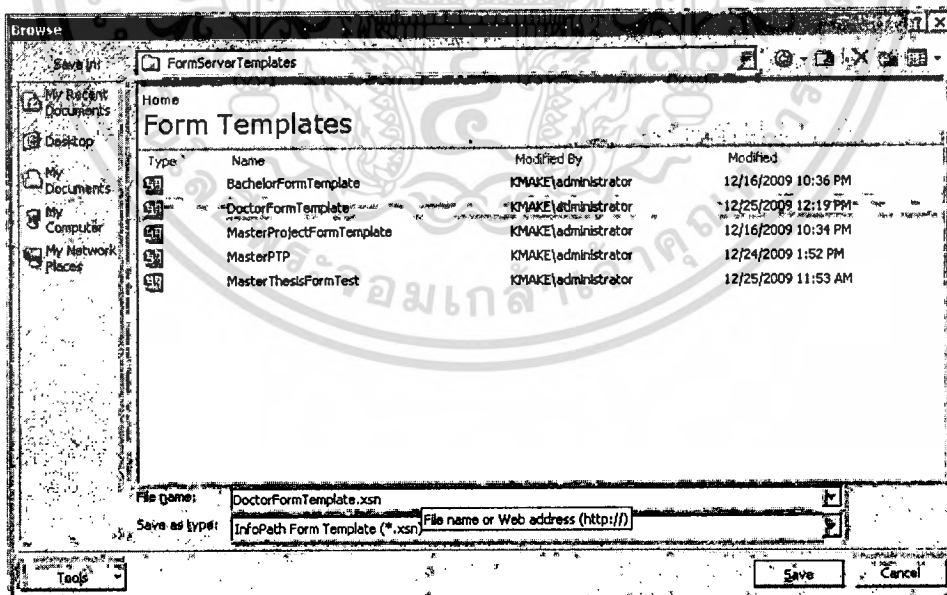 Browse
Save in:
FormServerTemplates
My Recent Documents
Desktop
My Documents
My Computer
My Network Places
Home
Form Templates
Type Name Modified By Modified
BachelorFormTemplate KMAKE\administrator 12/16/2009 10:36 PM
DoctorFormTemplate KMAKE\administrator 12/25/2009 12:19 PM
MasterProjectFormTemplate KMAKE\administrator 12/16/2009 10:34 PM
MasterPTP KMAKE\administrator 12/24/2009 1:52 PM
MasterThesisFormTest KMAKE\administrator 12/25/2009 11:53 AM
File name: DoctorFormTemplate.xsn
Save as type: InfoPath Form Template (*.xsn)
File name or Web address (http://)
Tools
Save
Cancel